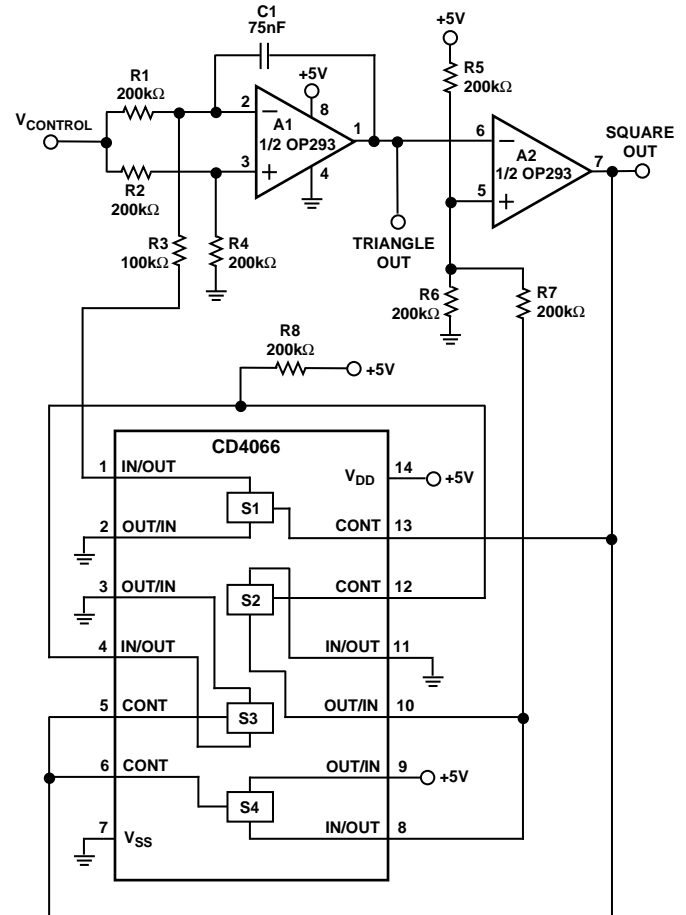 C1
75nF
+5V
R1
200kΩ
+5V
R5
200kΩ
VCONTROL
2
8
A1
1/2 OP293
1
3
4
R2
200kΩ
6
A2
1/2 OP293
7
5
SQUARE
OUT
R3
100kΩ
R4
200kΩ
TRIANGLE
OUT
R6
200kΩ
R7
200kΩ
R8
200kΩ
+5V
CD4066
1 IN/OUT
VDD 14 +5V
S1
2 OUT/IN
CONT 13
3 OUT/IN
S2
CONT 12
4 IN/OUT
IN/OUT 11
5 CONT
S3
OUT/IN 10
6 CONT
OUT/IN 9 +5V
S4
IN/OUT 8
7 VSS